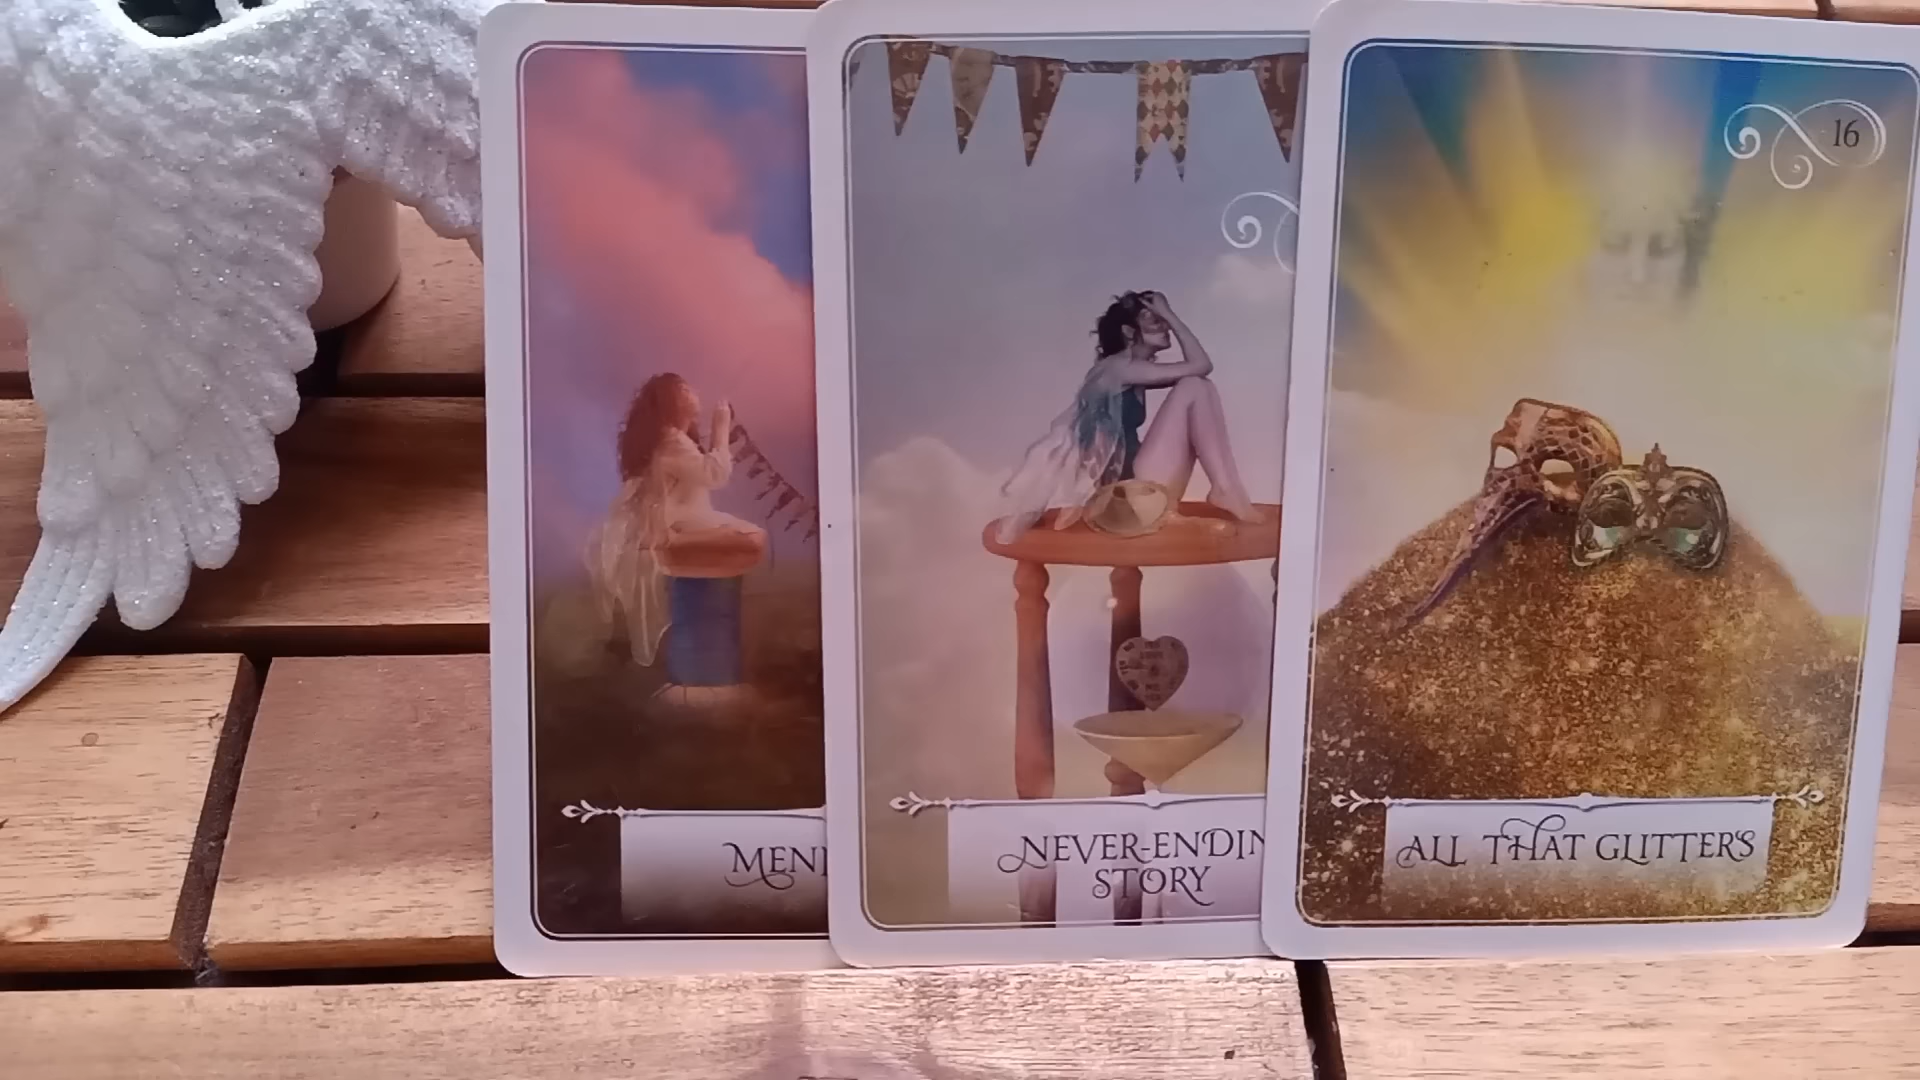 16
MEN
NEVER-ENDIN
STORY
ALL THAT GLITTERS